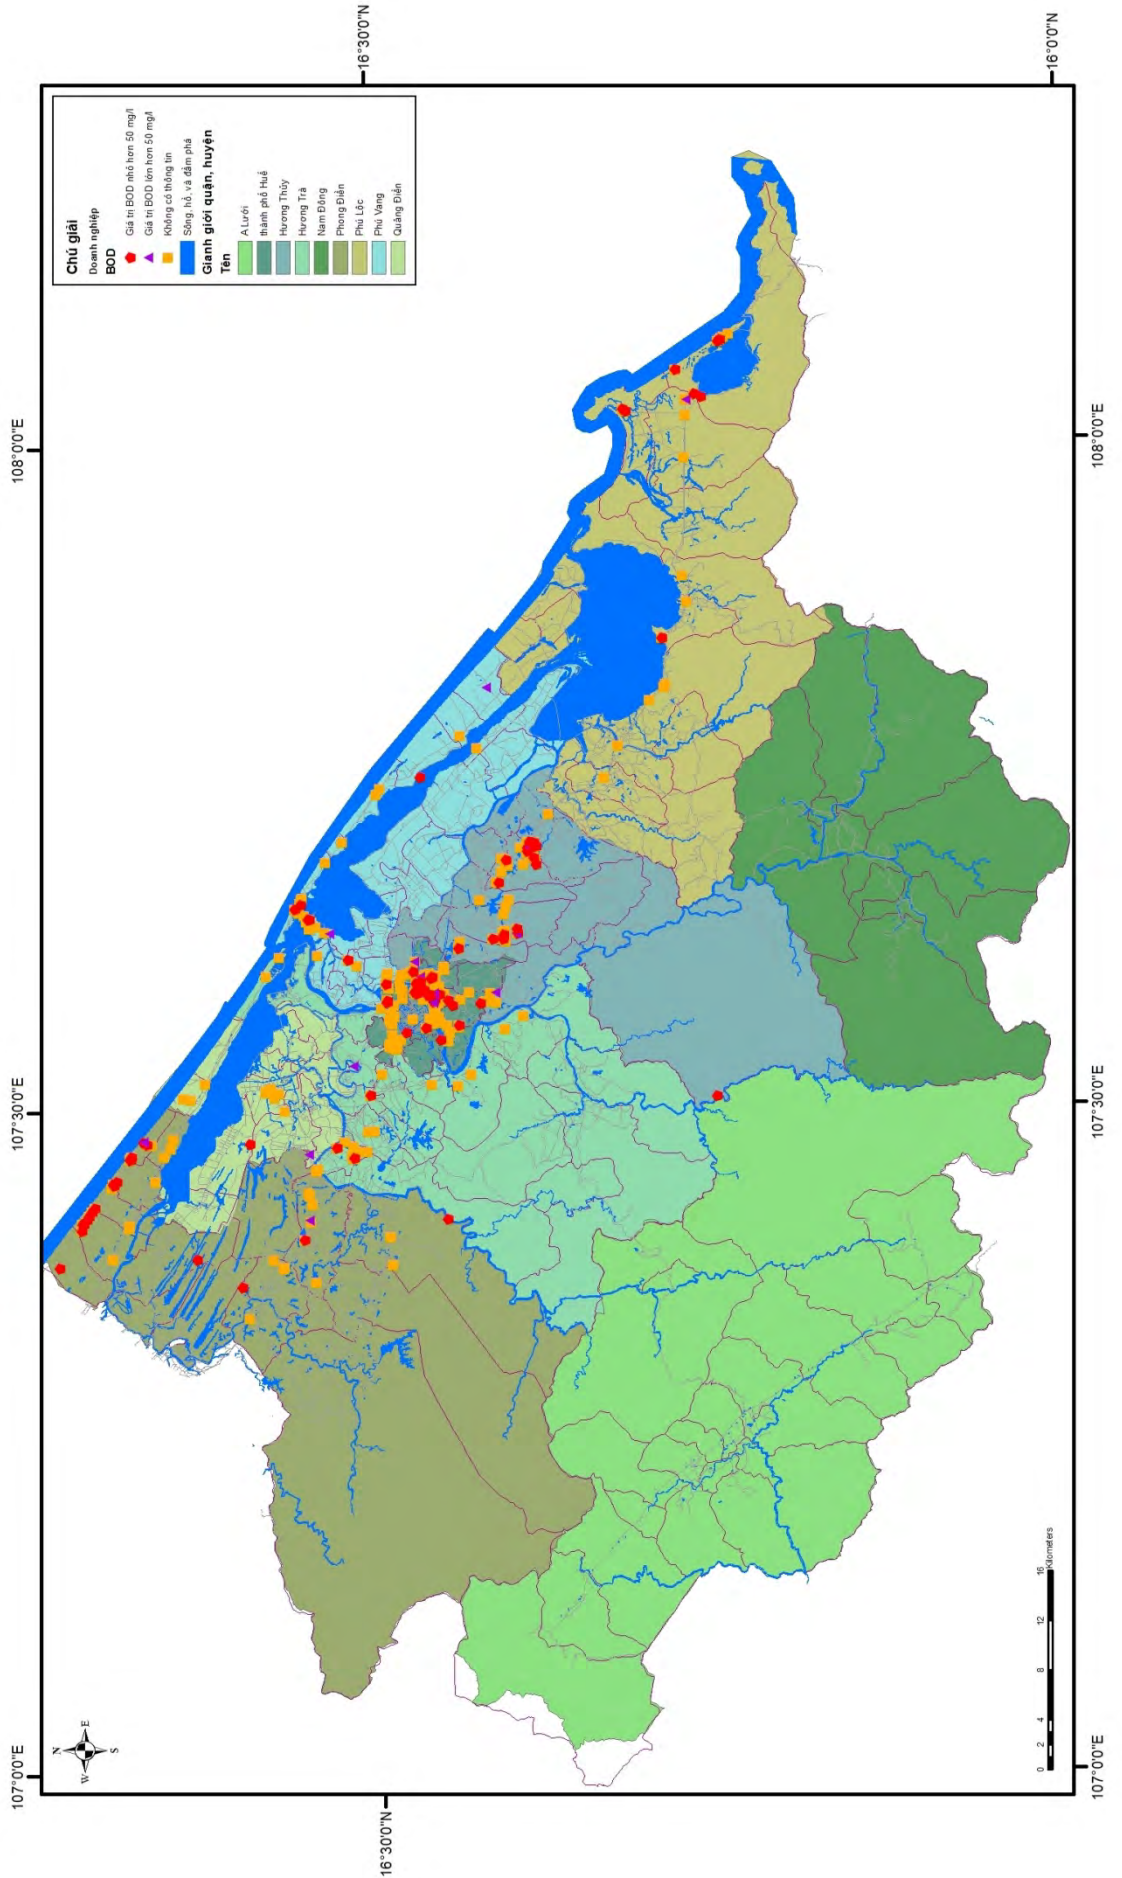 107°0'0"E
107°30'0"E
108°0'0"E
16°30'0"N
16°30'0"N
16°0'0"N
N
W
E
S
Chú giải
Doanh nghiệp
BOD
Giá trị BOD nhỏ hơn 50 mg/l
Giá trị BOD lớn hơn 50 mg/l
Không có thông tin
Sông, hồ, và đầm phá
Gianh giới quận, huyện
Tên
A Lưới
thành phố Huế
Hương Thủy
Hương Trà
Nam Đông
Phong Điền
Phú Lộc
Phú Vang
Quảng Điền
0 2 4 8 12 16
Kilometers
107°0'0"E
107°30'0"E
108°0'0"E